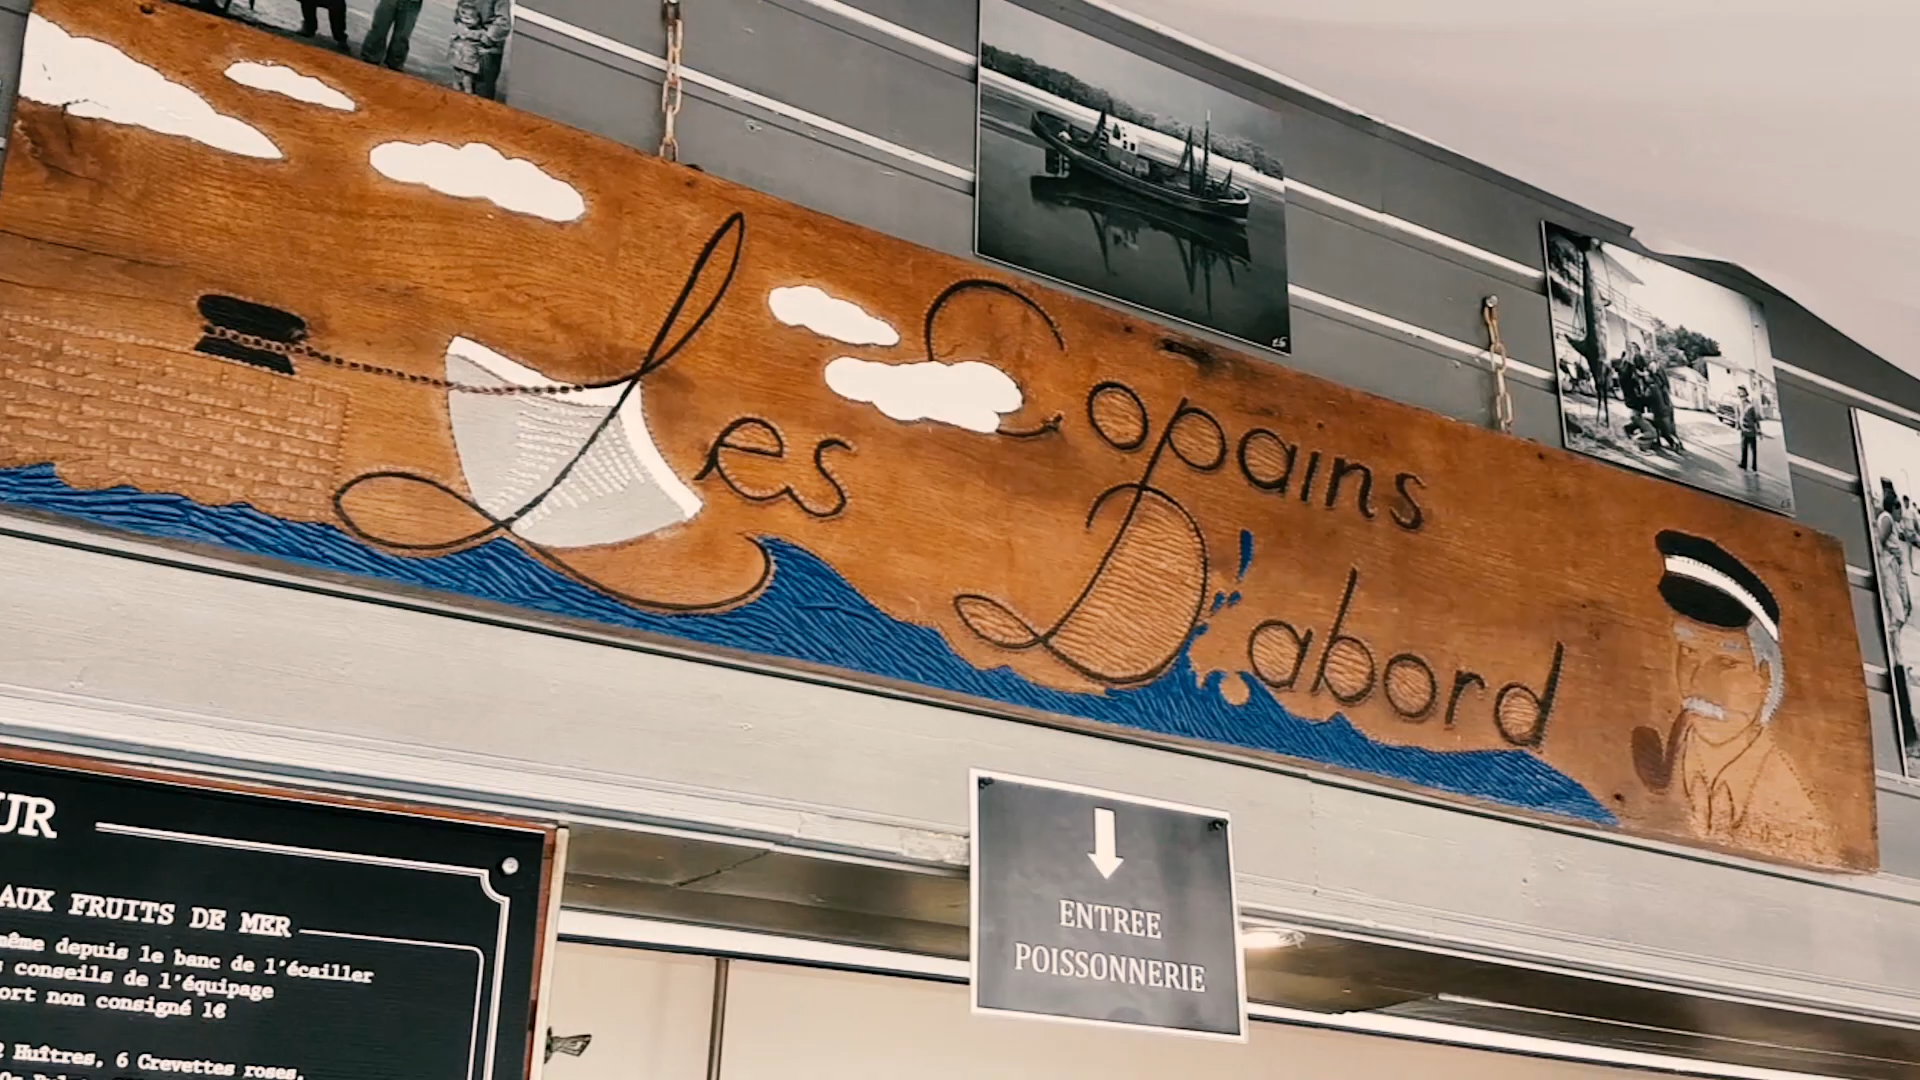 Les Copains
D'abord
ENTREE
POISSONNERIE
UR
AUX FRUITS DE MER
même depuis le banc de l'écailler
conseils de l'équipage
ort non consigné 1€
2 Huîtres, 6 Crevettes roses,